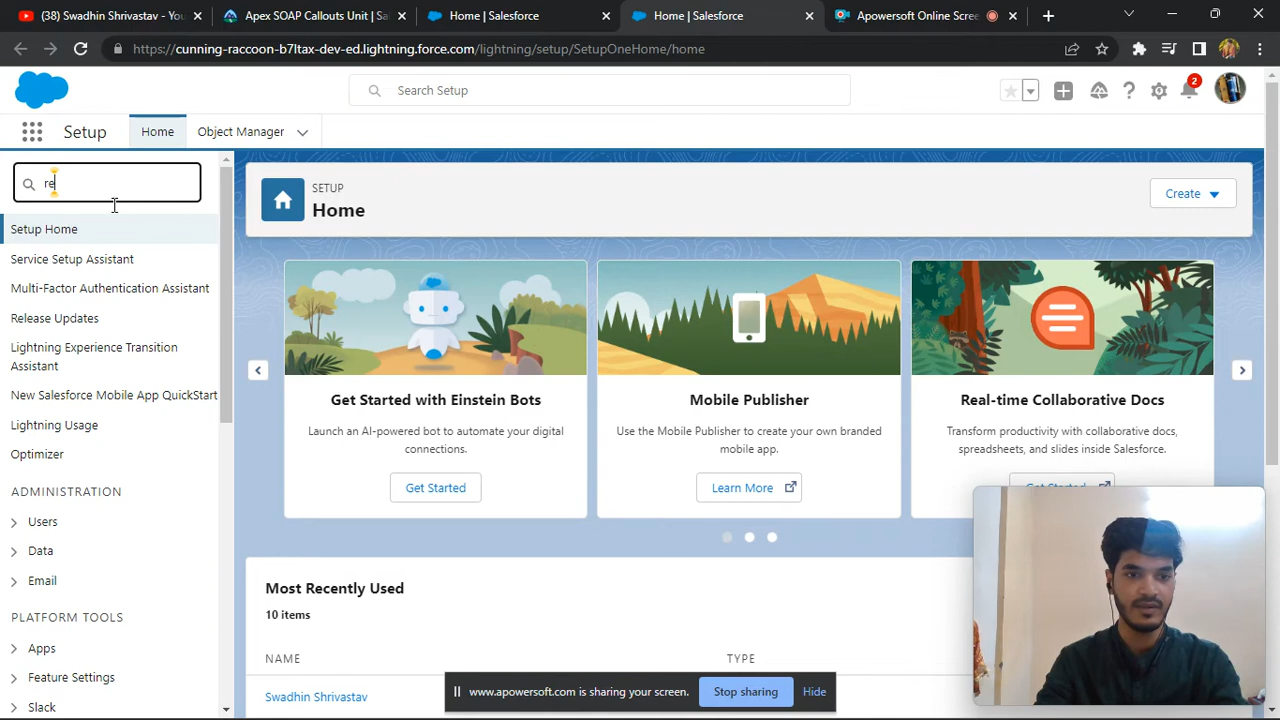 (38) Swadhin Shrivastav - You
Apex SOAP Callouts Unit | Sal
Home | Salesforce
Home | Salesforce
Apowersoft Online Scree
https://cunning-raccoon-b7ltax-dev-ed.lightning.force.com/lightning/setup/SetupOneHome/home
Search Setup
2
Setup
Home
Object Manager
re
Setup Home
Service Setup Assistant
Multi-Factor Authentication Assistant
Release Updates
Lightning Experience Transition
Assistant
New Salesforce Mobile App QuickStart
Lightning Usage
Optimizer
ADMINISTRATION
Users
Data
Email
PLATFORM TOOLS
Apps
Feature Settings
Slack
SETUP
Home
Create
Get Started with Einstein Bots
Launch an AI-powered bot to automate your digital
connections.
Get Started
Mobile Publisher
Use the Mobile Publisher to create your own branded
mobile app.
Learn More
Real-time Collaborative Docs
Transform productivity with collaborative docs,
spreadsheets, and slides inside Salesforce.
Get Started
Most Recently Used
10 items
NAME
TYPE
Swadhin Shrivastav
www.apowersoft.com is sharing your screen.
Stop sharing
Hide